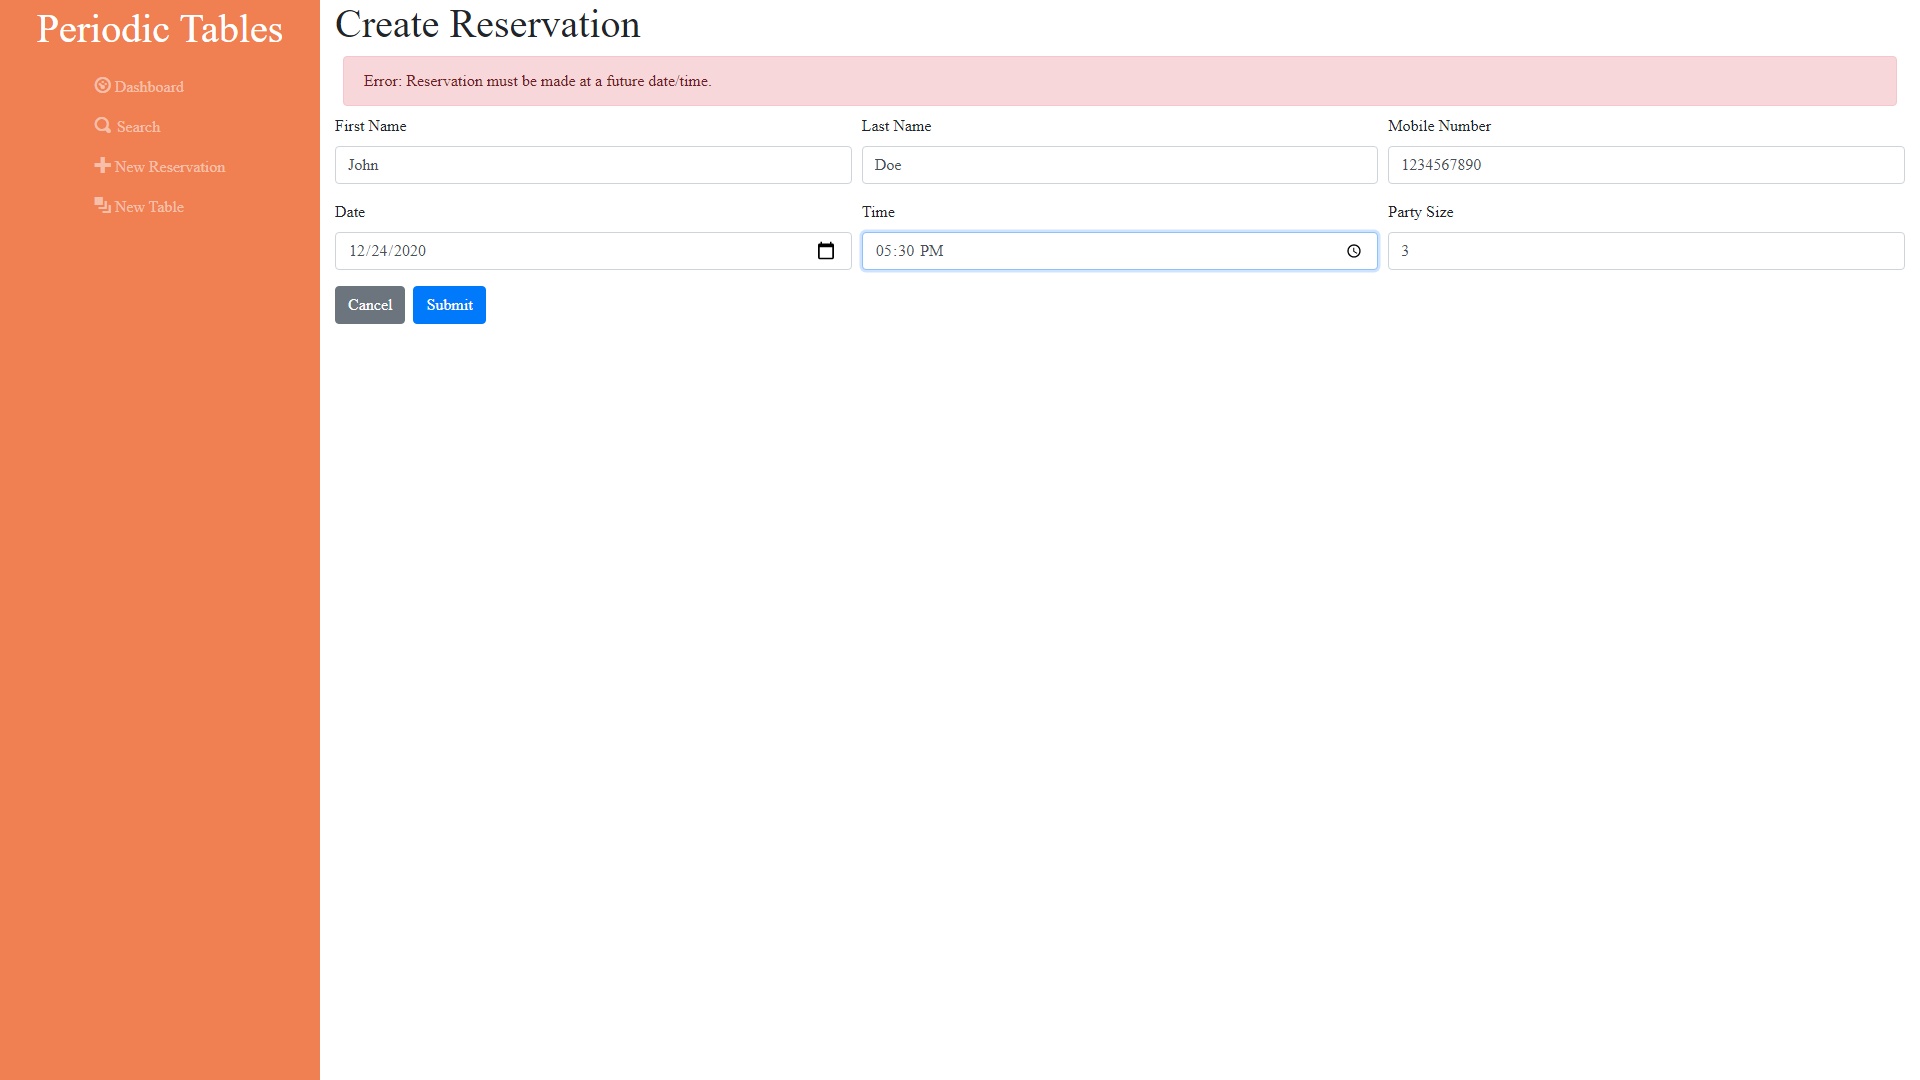 Periodic Tables
Dashboard
Search
New Reservation
New Table
Create Reservation
Error: Reservation must be made at a future date/time.
First Name
Last Name
Mobile Number
John
Doe
1234567890
Date
Time
Party Size
12/24/2020
05:30 PM
3
Cancel
Submit